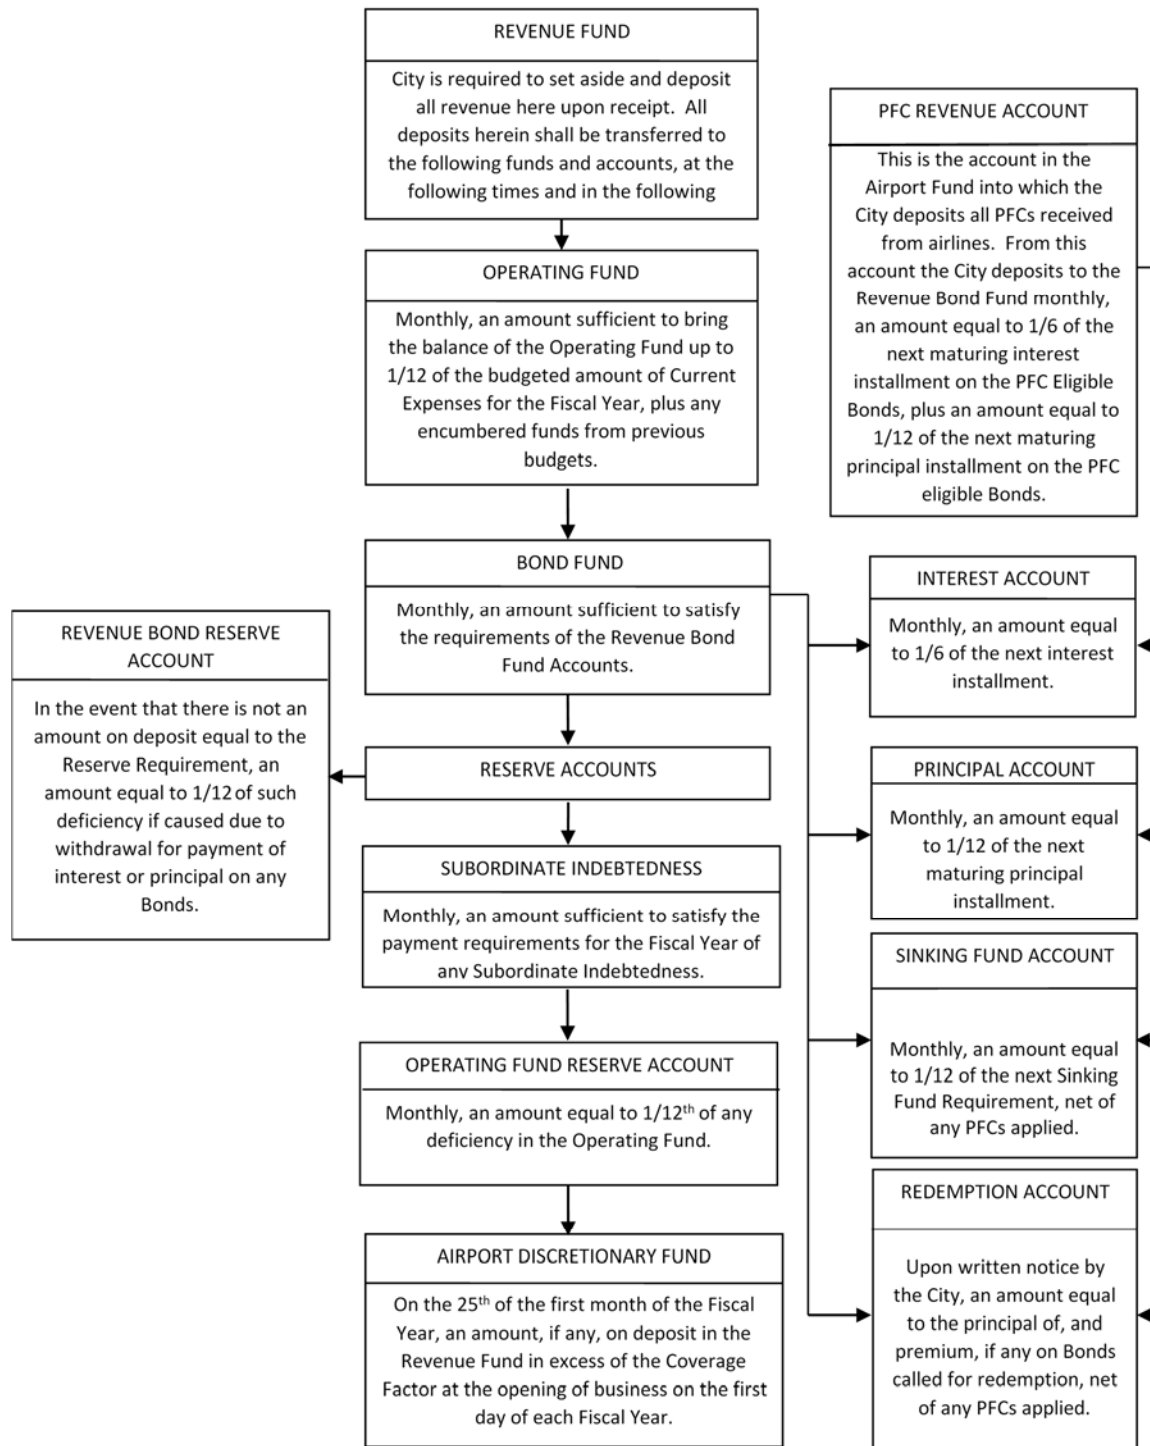 REVENUE FUND
City is required to set aside and deposit
all revenue here upon receipt. All
deposits herein shall be transferred to
the following funds and accounts, at the
following times and in the following
PFC REVENUE ACCOUNT
This is the account in the
Airport Fund into which the
City deposits all PFCs received
from airlines. From this
account the City deposits to the
Revenue Bond Fund monthly,
an amount equal to 1/6 of the
next maturing interest
installment on the PFC Eligible
Bonds, plus an amount equal to
1/12 of the next maturing
principal installment on the PFC
eligible Bonds.
OPERATING FUND
Monthly, an amount sufficient to bring
the balance of the Operating Fund up to
1/12 of the budgeted amount of Current
Expenses for the Fiscal Year, plus any
encumbered funds from previous
budgets.
BOND FUND
Monthly, an amount sufficient to satisfy
the requirements of the Revenue Bond
Fund Accounts.
INTEREST ACCOUNT
Monthly, an amount equal
to 1/6 of the next interest
installment.
REVENUE BOND RESERVE
ACCOUNT
In the event that there is not an
amount on deposit equal to the
Reserve Requirement, an
amount equal to 1/12 of such
deficiency if caused due to
withdrawal for payment of
interest or principal on any
Bonds.
RESERVE ACCOUNTS
PRINCIPAL ACCOUNT
Monthly, an amount equal
to 1/12 of the next
maturing principal
installment.
SUBORDINATE INDEBTEDNESS
Monthly, an amount sufficient to satisfy the
payment requirements for the Fiscal Year of
any Subordinate Indebtedness.
SINKING FUND ACCOUNT
Monthly, an amount equal
to 1/12 of the next Sinking
Fund Requirement, net of
any PFCs applied.
OPERATING FUND RESERVE ACCOUNT
Monthly, an amount equal to 1/12th of any
deficiency in the Operating Fund.
REDEMPTION ACCOUNT
Upon written notice by
the City, an amount equal
to the principal of, and
premium, if any on Bonds
called for redemption, net
of any PFCs applied.
AIRPORT DISCRETIONARY FUND
On the 25th of the first month of the Fiscal
Year, an amount, if any, on deposit in the
Revenue Fund in excess of the Coverage
Factor at the opening of business on the first
day of each Fiscal Year.